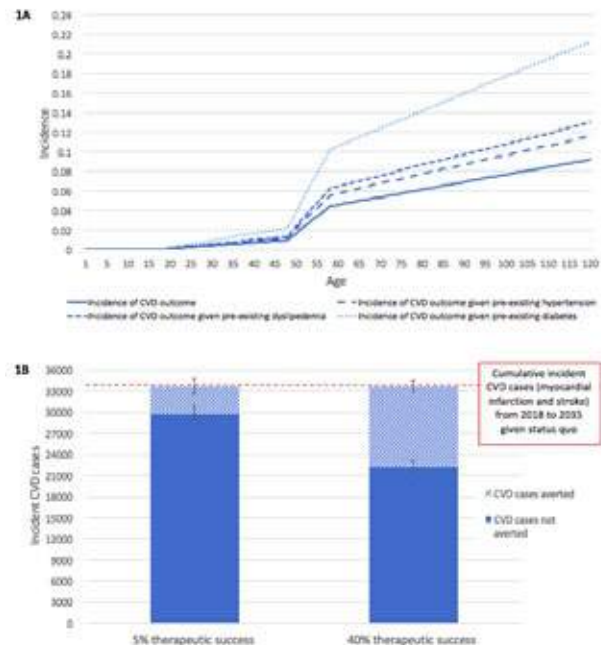 1A
0.24
0.22
0.2
0.18
0.16
0.14
0.12
0.1
0.08
0.06
0.04
0.02
0
Incidence
1 5 10 15 20 25 30 35 40 45 50 55 60 65 70 75 80 85 90 95 100 105 110 115 120
Age
Incidence of CVD outcome
Incidence of CVD outcome given pre-existing hypertension
Incidence of CVD outcome given pre-existing dyslipedemia
Incidence of CVD outcome given pre-existing diabetes
1B
36000
33000
30000
27000
24000
21000
18000
15000
12000
9000
6000
3000
0
Incident CVD cases
Cumulative incident
CVD cases (myocardial
infarction and stroke)
from 2018 to 2035
given status quo
CVD cases averted
CVD cases not
averted
5% therapeutic success
40% therapeutic success